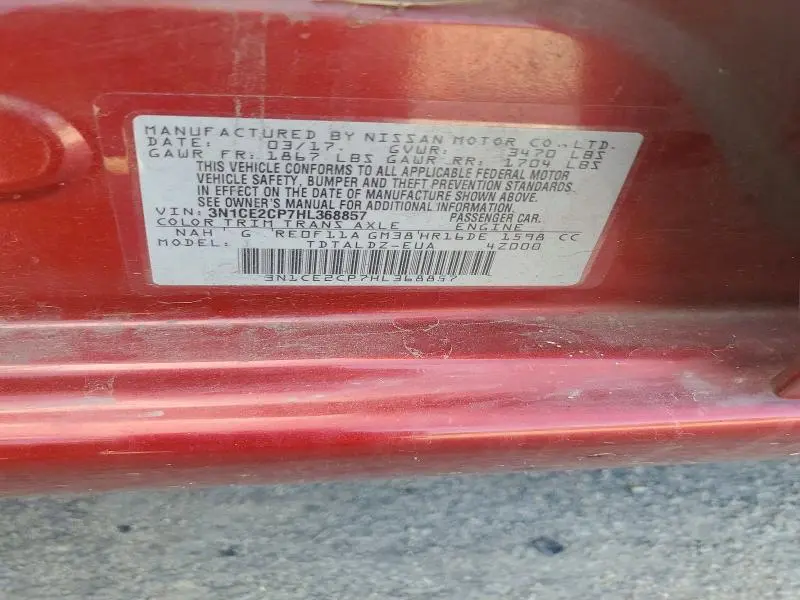 MANUFACTURED BY NISSAN MOTOR CO.,LTD.
DATE: 03/17. GVWR: 3470 LBS
GAWR FR: 1867 LBS GAWR RR: 1704 LBS
THIS VEHICLE CONFORMS TO ALL APPLICABLE FEDERAL MOTOR
VEHICLE SAFETY, BUMPER AND THEFT PREVENTION STANDARDS
IN EFFECT ON THE DATE OF MANUFACTURE SHOWN ABOVE.
SEE OWNER'S MANUAL FOR ADDITIONAL INFORMATION.
VIN: 3N1CE2CP7HL368857 PASSENGER CAR.
COLOR TRIM TRANS AXLE ENGINE
NAH G RE0F11A GM38 HR16DE 1598 CC
MODEL: TDTALDZ-EUA 4Z000
3N1CE2CP7HL368857